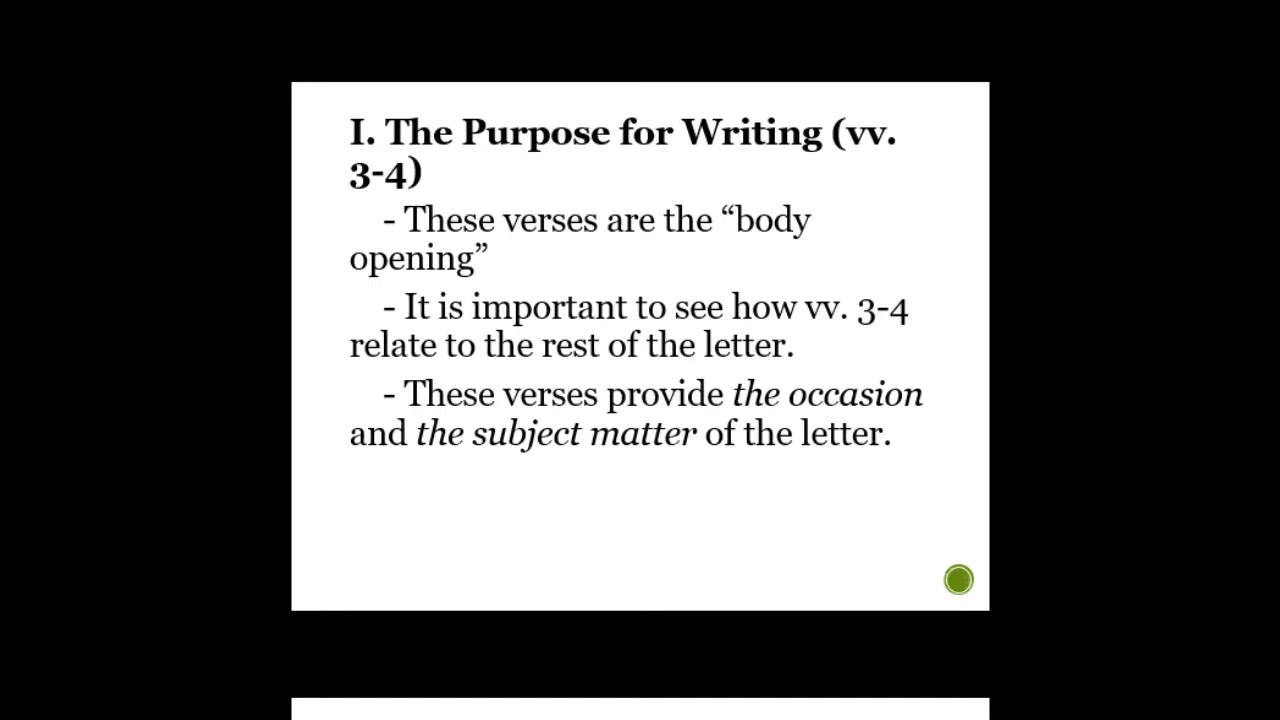 I. The Purpose for Writing (vv.
3-4)
- These verses are the “body
opening”
- It is important to see how vv. 3-4
relate to the rest of the letter.
- These verses provide the occasion
and the subject matter of the letter.